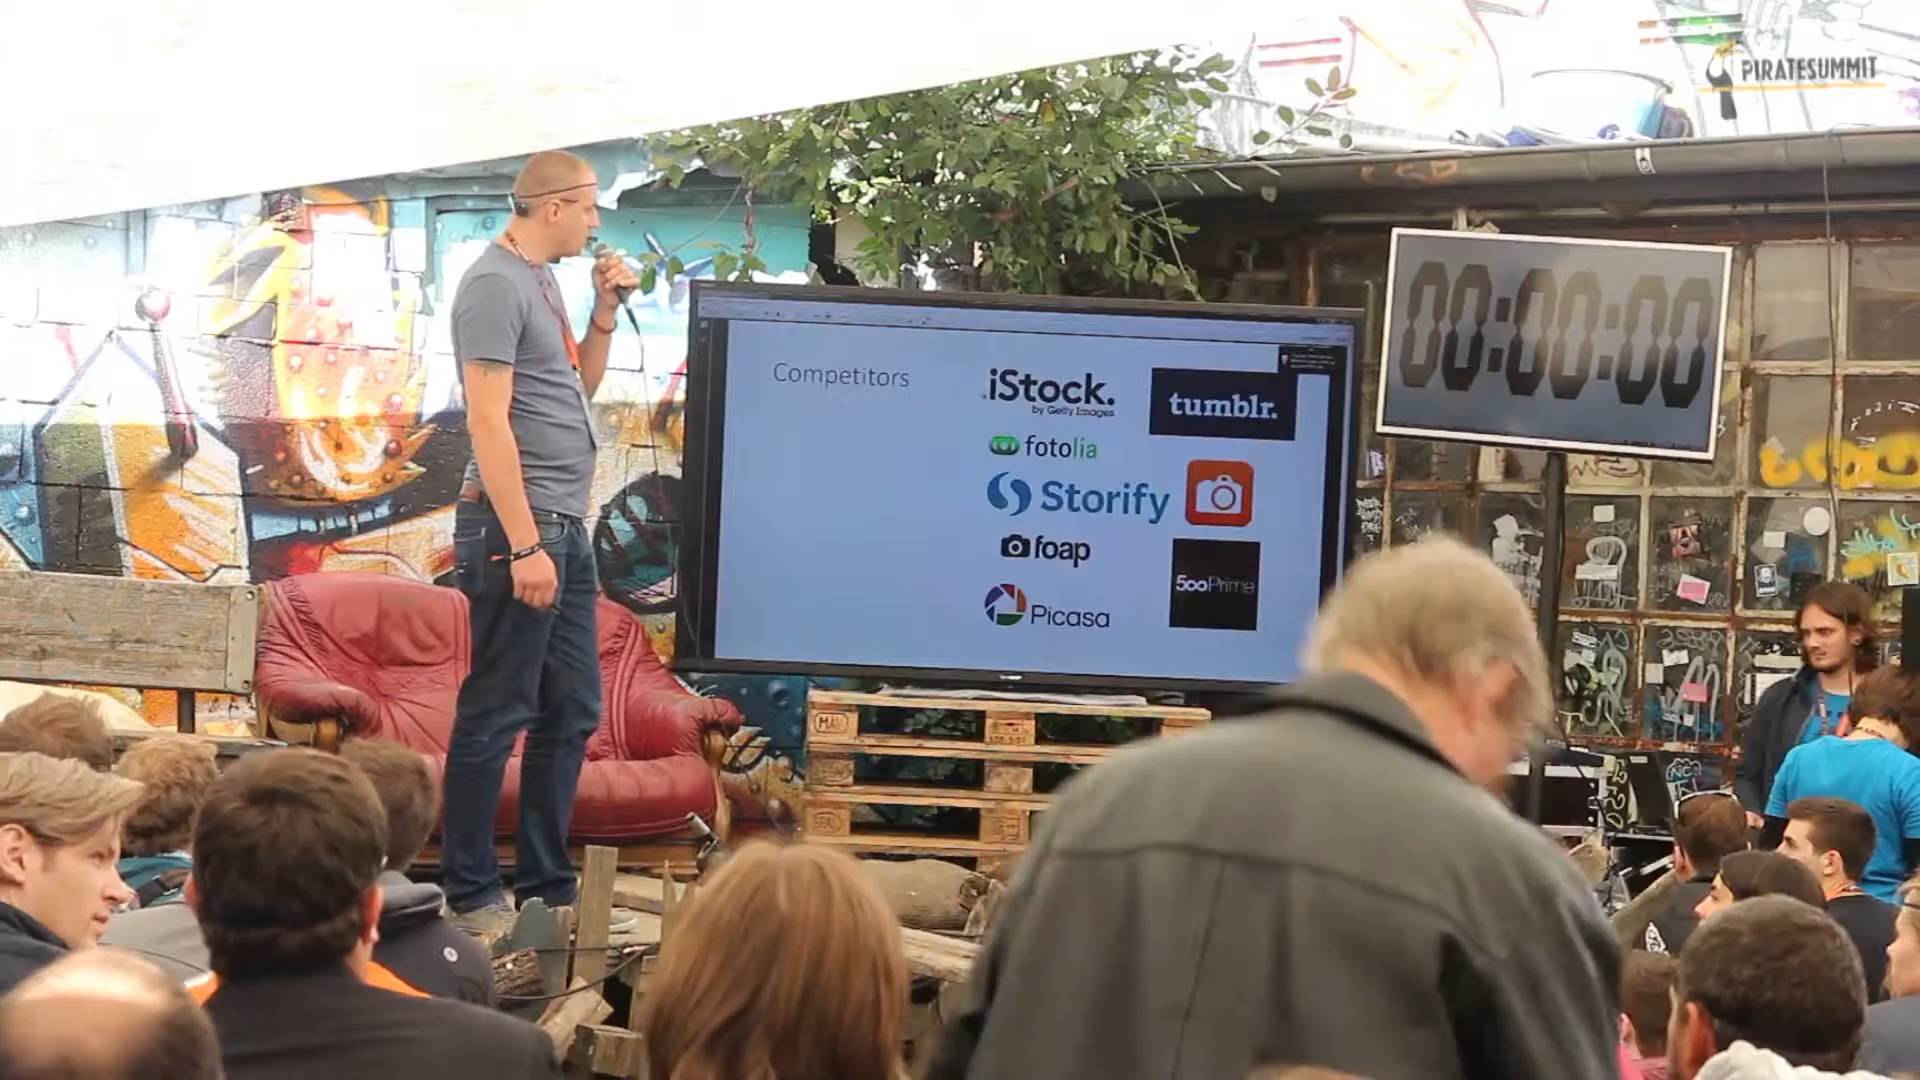 PIRATESUMMIT
00:00:00
Competitors
iStock.
by Getty Images
tumblr.
fotolia
Storify
foap
500Prime
Picasa